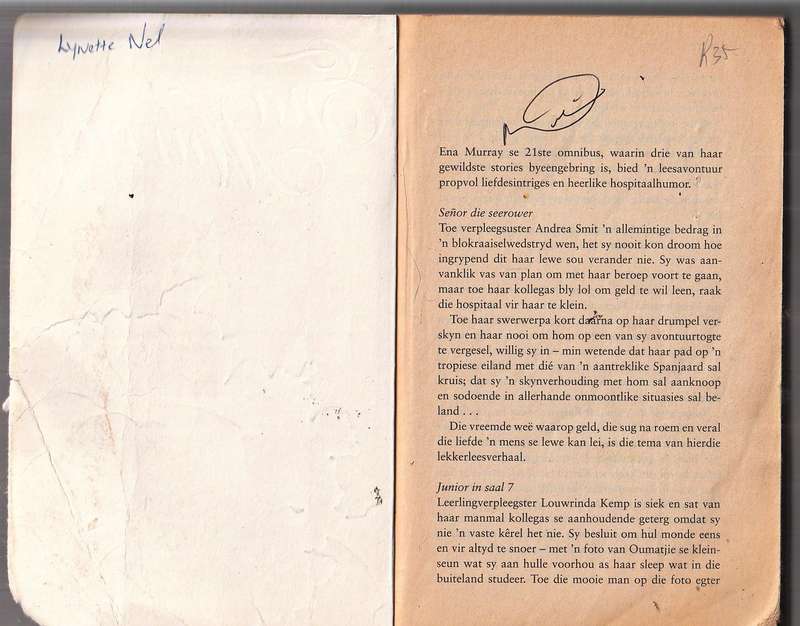 Lynette Nel
R35
Ena Murray se 21ste omnibus, waarin drie van haar
gewildste stories byeengebring is, bied 'n leesavontuur
propvol liefdesintriges en heerlike hospitaalhumor.
Señor die seerower
Toe verpleegsuster Andrea Smit 'n allemintige bedrag in
'n blokraaiselwedstryd wen, het sy nooit kon droom hoe
ingrypend dit haar lewe sou verander nie. Sy was aan-
vanklik vas van plan om met haar beroep voort te gaan,
maar toe haar kollegas bly lol om geld te wil leen, raak
die hospitaal vir haar te klein.
Toe haar swerwerpa kort daarna op haar drumpel ver-
skyn en haar nooi om hom op een van sy avontuurtogte
te vergesel, willig sy in – min wetende dat haar pad op 'n
tropiese eiland met dié van 'n aantreklike Spanjaard sal
kruis; dat sy 'n skynverhouding met hom sal aanknoop
en sodoende in allerhande onmoontlike situasies sal be-
land . . .
Die vreemde weë waarop geld, die sug na roem en veral
die liefde 'n mens se lewe kan lei, is die tema van hierdie
lekkerleesverhaal.
Junior in saal 7
Leerlingverpleegster Louwrinda Kemp is siek en sat van
haar manmal kollegas se aanhoudende geterg omdat sy
nie 'n vaste kêrel het nie. Sy besluit om hul monde eens
en vir altyd te snoer – met 'n foto van Oumatjie se klein-
seun wat sy aan hulle voorhou as haar sleep wat in die
buiteland studeer. Toe die mooie man op die foto egter